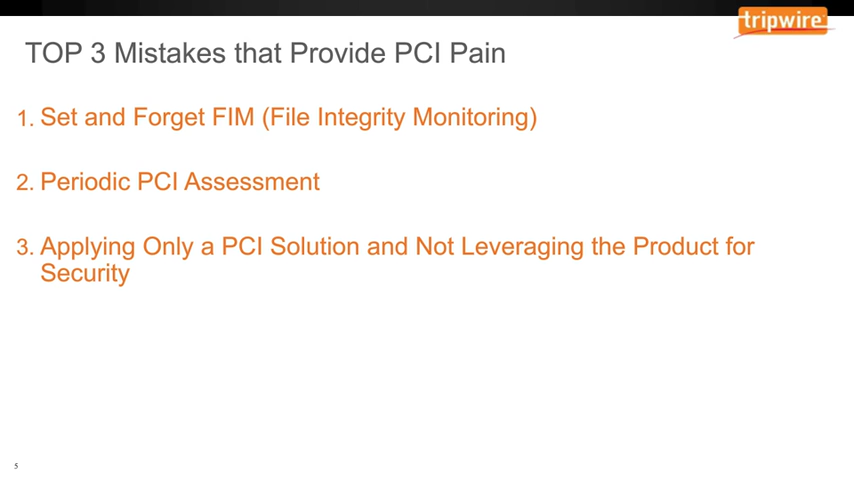 tripwire
TOP 3 Mistakes that Provide PCI Pain
1. Set and Forget FIM (File Integrity Monitoring)
2. Periodic PCI Assessment
3. Applying Only a PCI Solution and Not Leveraging the Product for
Security
5